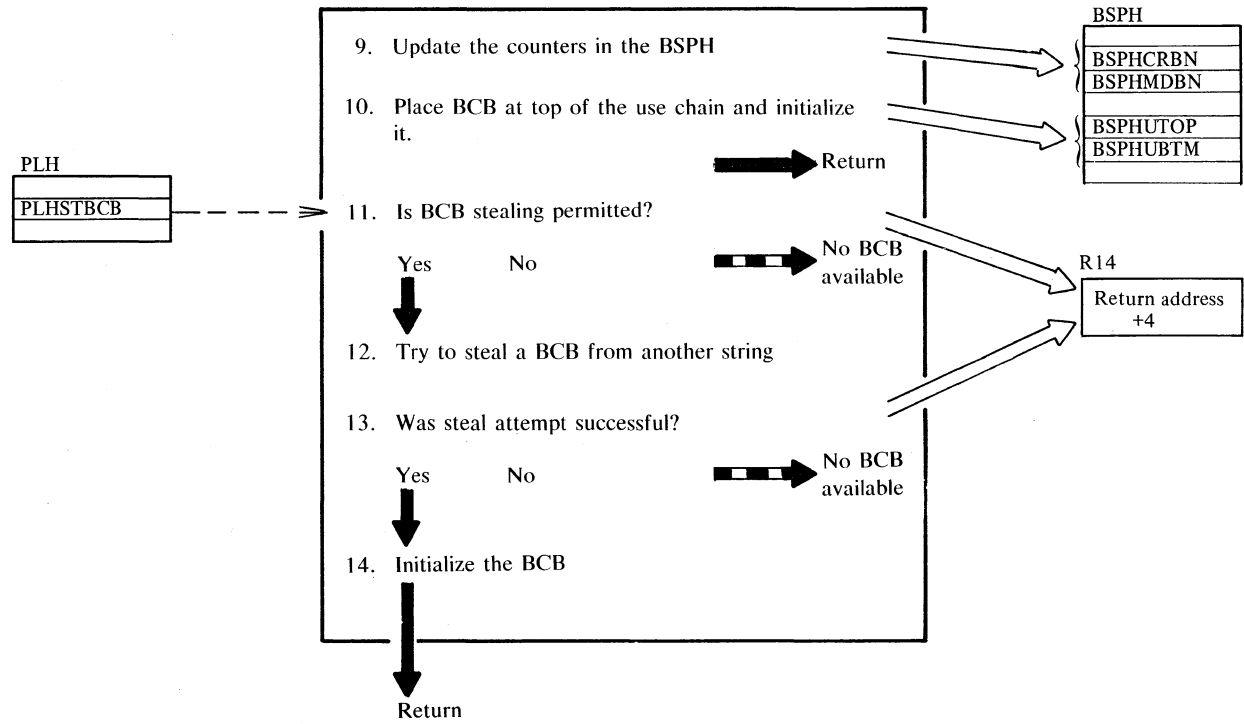 BSPH
9. Update the counters in the BSPH
BSPHCRBN
BSPHMDBN
10. Place BCB at top of the use chain and initialize
it.
BSPHUTOP
BSPHUBTM
Return
PLH
PLHSTBCB
11. Is BCB stealing permitted?
Yes No No BCB
available
R14
Return address
+4
12. Try to steal a BCB from another string
13. Was steal attempt successful?
Yes No No BCB
available
14. Initialize the BCB
Return